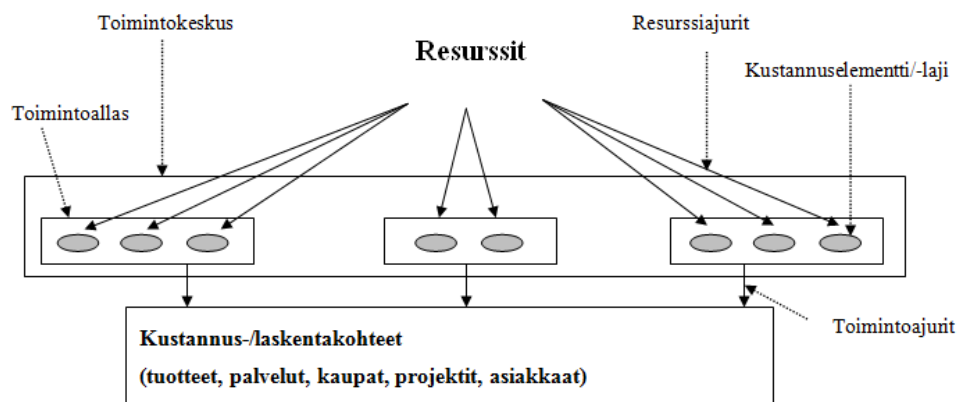 Toimintokeskus
Resurssiajurit
Resurssit
Kustannuselementti/-laji
Toimintoallas
Toimintoajurit
Kustannus-/laskentakohteet
(tuotteet, palvelut, kaupat, projektit, asiakkaat)